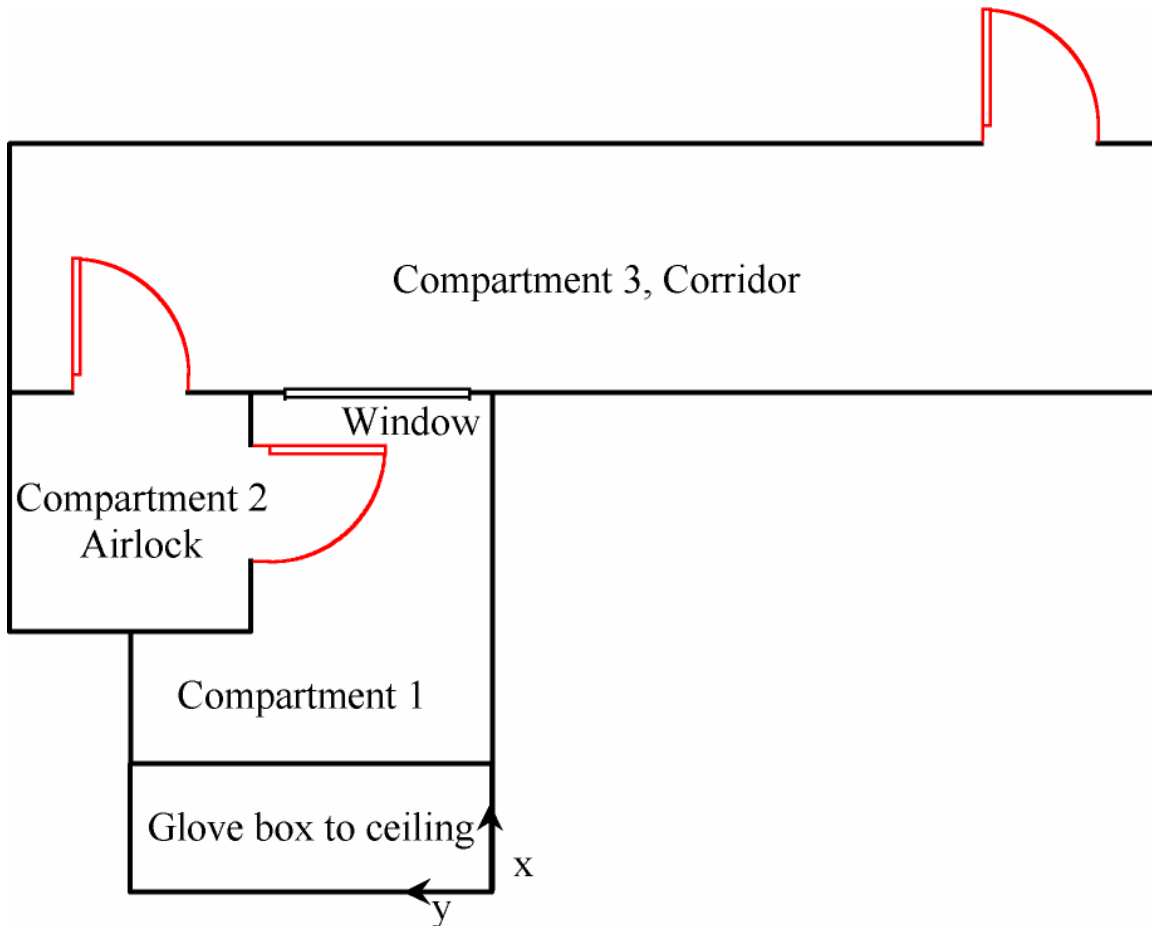 Compartment 3, Corridor
Window
Compartment 2
Airlock
Compartment 1
Glove box to ceiling
x
y